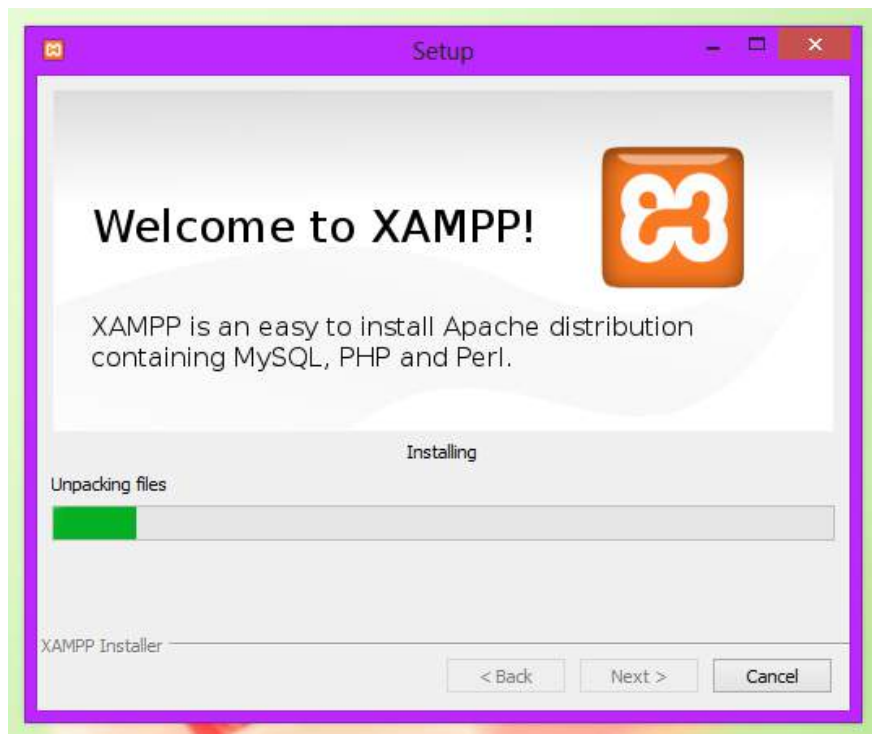 Setup
Welcome to XAMPP!
XAMPP is an easy to install Apache distribution
containing MySQL, PHP and Perl.
Installing
Unpacking files
XAMPP Installer
< Back Next > Cancel